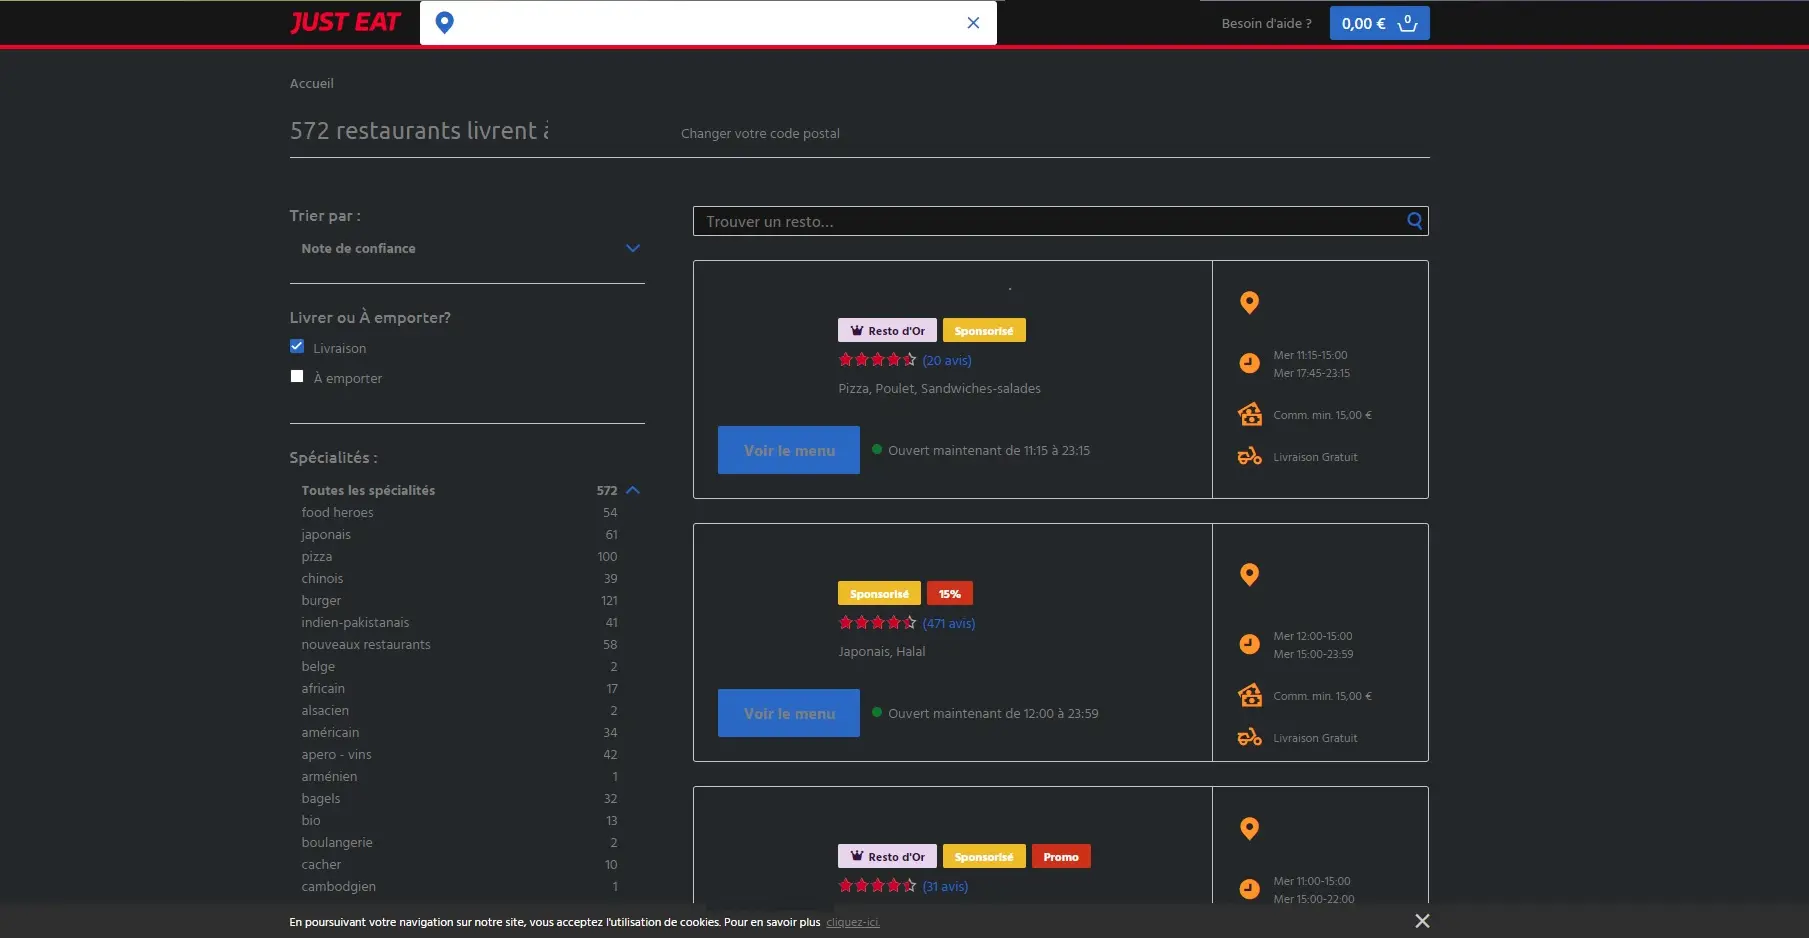 JUST EAT
Besoin d'aide ?
0,00 € 0
Accueil
572 restaurants livrent à
Changer votre code postal
Trier par :
Note de confiance
Livrer ou À emporter?
Livraison
À emporter
Spécialités :
Toutes les spécialités 572
food heroes 54
japonais 61
pizza 100
chinois 39
burger 121
indien-pakistanais 41
nouveaux restaurants 58
belge 2
africain 17
alsacien 2
américain 34
apero - vins 42
arménien 1
bagels 32
bio 13
boulangerie 2
cacher 10
cambodgien 1
Trouver un resto...
Resto d'Or Sponsorisé
(20 avis)
Pizza, Poulet, Sandwiches-salades
Voir le menu
Ouvert maintenant de 11:15 à 23:15
Mer 11:15-15:00
Mer 17:45-23:15
Comm. min. 15,00 €
Livraison Gratuit
Sponsorisé 15%
(471 avis)
Japonais, Halal
Voir le menu
Ouvert maintenant de 12:00 à 23:59
Mer 12:00-15:00
Mer 15:00-23:59
Comm. min. 15,00 €
Livraison Gratuit
Resto d'Or Sponsorisé Promo
(31 avis)
Mer 11:00-15:00
Mer 15:00-22:00
En poursuivant votre navigation sur notre site, vous acceptez l'utilisation de cookies. Pour en savoir plus cliquez-ici.